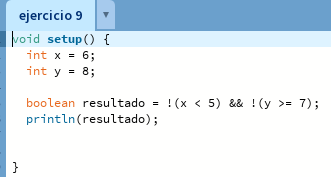 ejercicio 9
void setup() {
int x = 6;
int y = 8;
boolean resultado = !(x < 5) && !(y >= 7);
println(resultado);
}